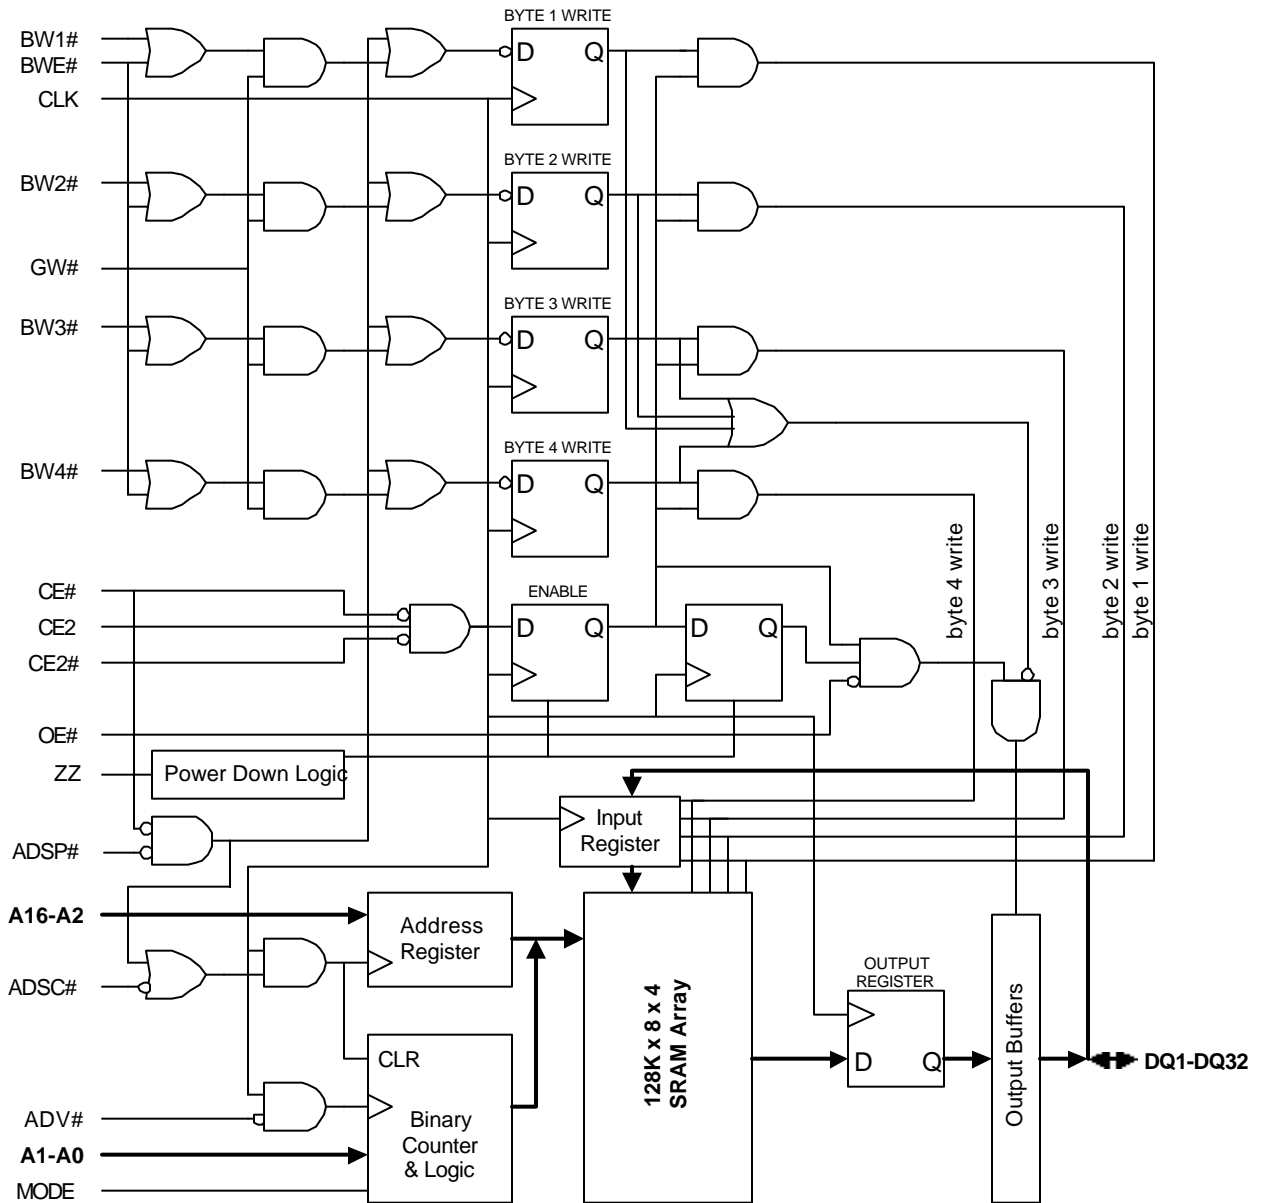 BYTE 1 WRITE
BW1#
D Q
BWE#
CLK
BYTE 2 WRITE
BW2#
D Q
GW#
BYTE 3 WRITE
BW3#
D Q
BYTE 4 WRITE
BW4#
D Q
byte 4 write
byte 3 write
byte 2 write
byte 1 write
CE#
ENABLE
CE2
D Q
D Q
CE2#
OE#
ZZ
Power Down Logic
Input
Register
ADSP#
A16-A2
Address
Register
ADSC#
OUTPUT
REGISTER
128K x 8 x 4
SRAM Array
D Q
Output Buffers
DQ1-DQ32
CLR
ADV#
Binary
Counter
& Logic
A1-A0
MODE